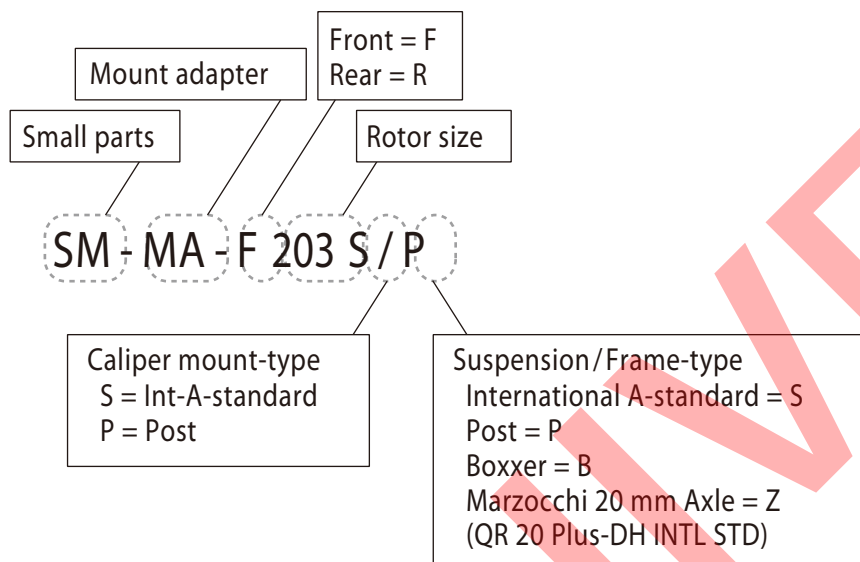 Front = F
Rear = R
Mount adapter
Small parts
Rotor size
SM - MA - F 203 S / P
Caliper mount-type
S = Int-A-standard
P = Post
Suspension/Frame-type
International A-standard = S
Post = P
Boxxer = B
Marzocchi 20 mm Axle = Z
(QR 20 Plus-DH INTL STD)